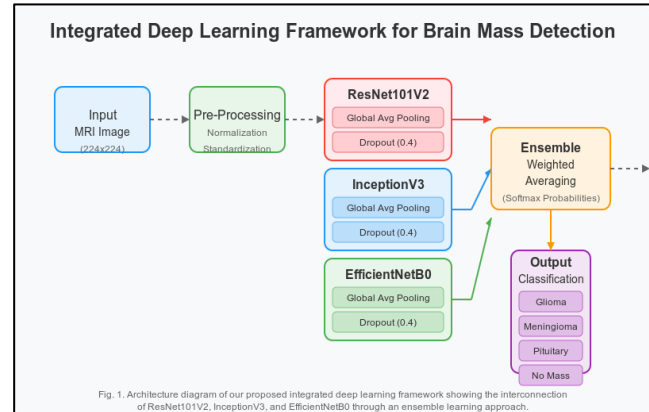 Integrated Deep Learning Framework for Brain Mass Detection
Input
MRI Image
(224x224)
Pre-Processing
Normalization
Standardization
ResNet101V2
Global Avg Pooling
Dropout (0.4)
InceptionV3
Global Avg Pooling
Dropout (0.4)
EfficientNetB0
Global Avg Pooling
Dropout (0.4)
Ensemble
Weighted
Averaging
(Softmax Probabilities)
Output
Classification
Glioma
Meningioma
Pituitary
No Mass
Fig. 1. Architecture diagram of our proposed integrated deep learning framework showing the interconnection
of ResNet101V2, InceptionV3, and EfficientNetB0 through an ensemble learning approach.